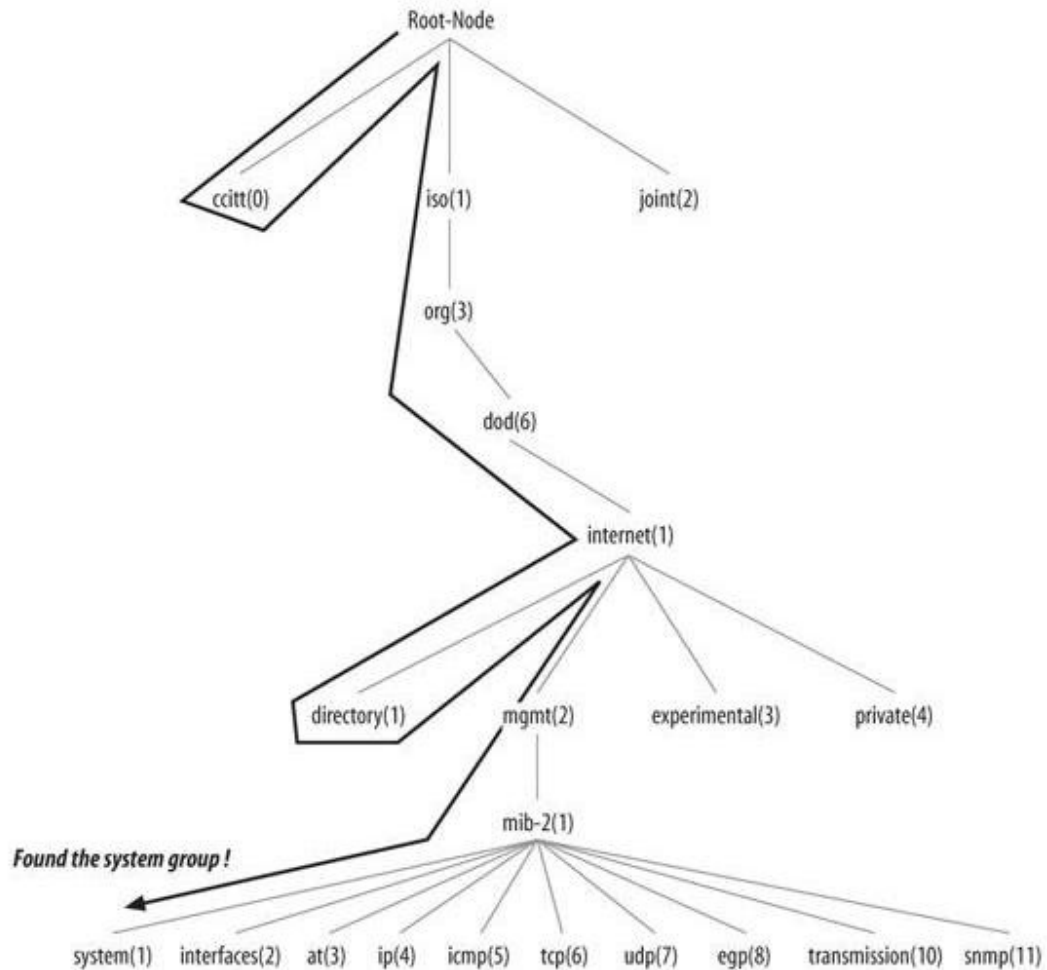 Root-Node
ccitt(0) iso(1) joint(2)
org(3)
dod(6)
internet(1)
directory(1) mgmt(2) experimental(3) private(4)
mib-2(1)
Found the system group !
system(1) interfaces(2) at(3) ip(4) icmp(5) tcp(6) udp(7) egp(8) transmission(10) snmp(11)